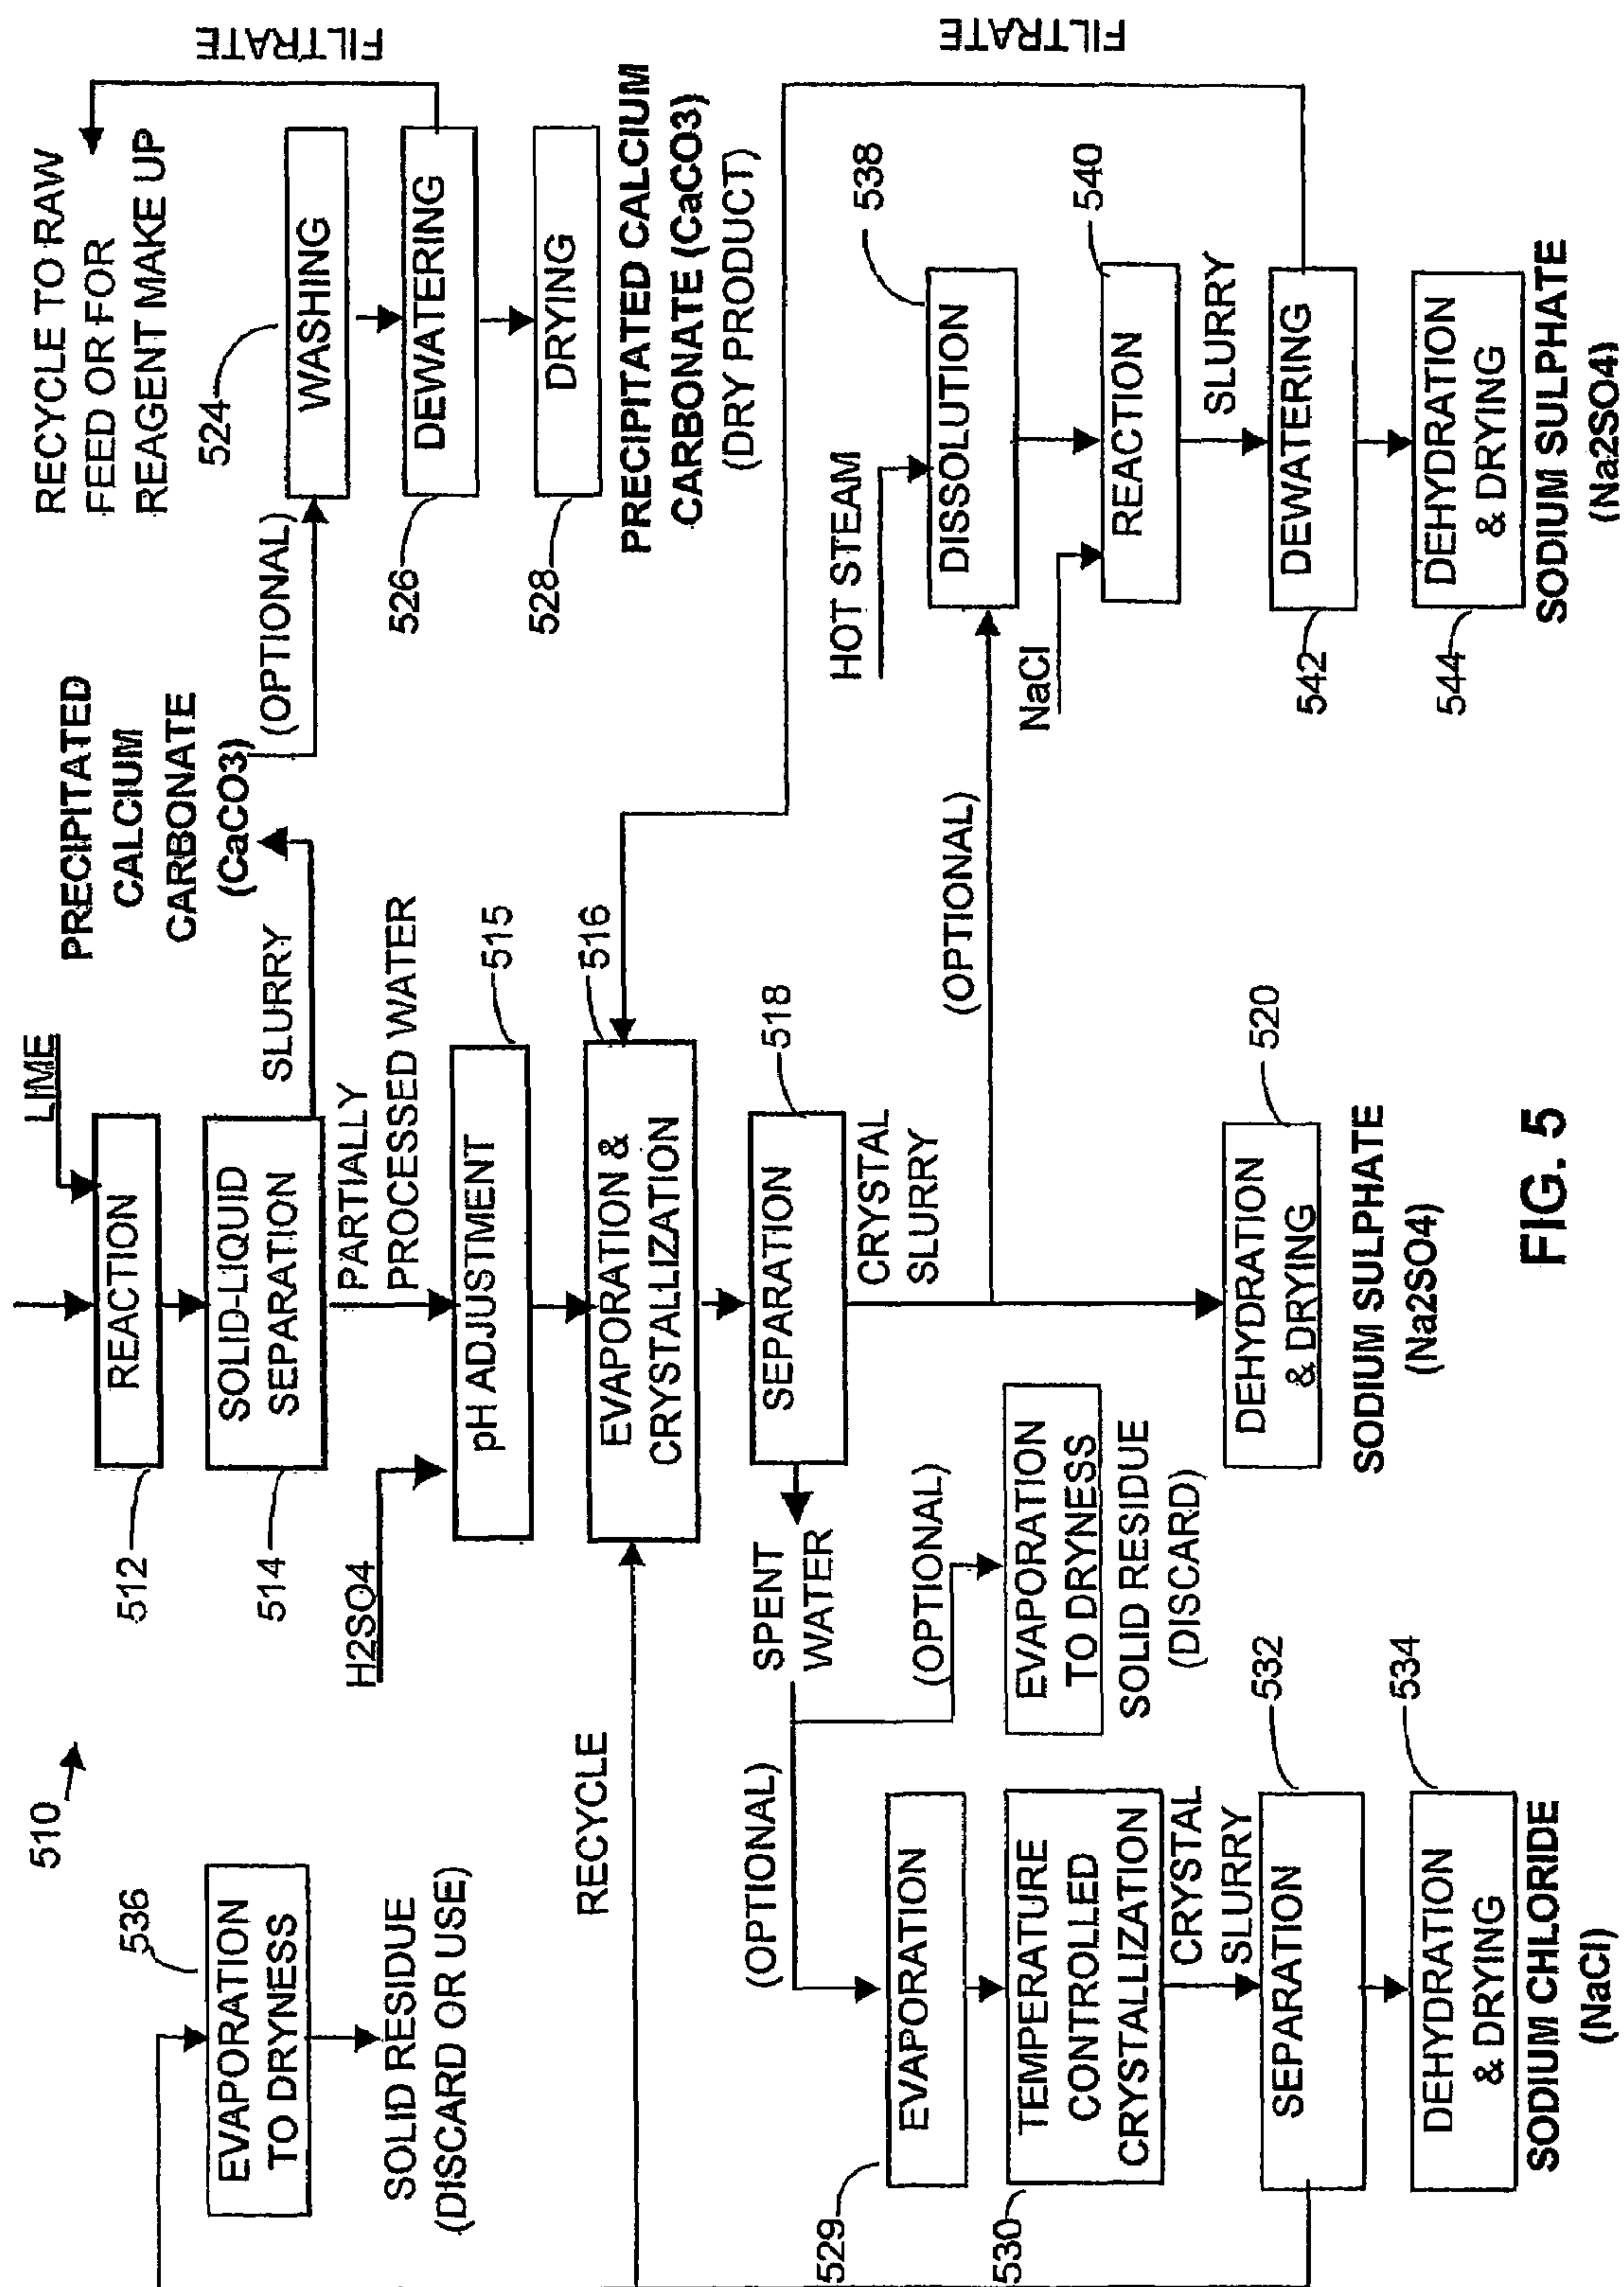 510
LIME
REACTION
512
SOLID-LIQUID
SEPARATION
514
SLURRY
PRECIPITATED
CALCIUM
CARBONATE
(CaCO3)
(OPTIONAL)
RECYCLE TO RAW
FEED OR FOR
REAGENT MAKE UP
FILTRATE
524
WASHING
DEWATERING
526
DRYING
528
PRECIPITATED CALCIUM
CARBONATE (CaCO3)
(DRY PRODUCT)
536
EVAPORATION
TO DRYNESS
SOLID RESIDUE
(DISCARD OR USE)
PARTIALLY
PROCESSED WATER
H2SO4
pH ADJUSTMENT
515
RECYCLE
EVAPORATION &
CRYSTALLIZATION
516
FILTRATE
SEPARATION
518
SPENT
WATER
CRYSTAL
SLURRY
(OPTIONAL)
(OPTIONAL)
EVAPORATION
TO DRYNESS
SOLID RESIDUE
(DISCARD)
EVAPORATION
529
TEMPERATURE
CONTROLLED
CRYSTALLIZATION
530
CRYSTAL
SLURRY
SEPARATION
532
DEHYDRATION
& DRYING
534
SODIUM CHLORIDE
(NaCl)
DEHYDRATION
& DRYING
520
SODIUM SULPHATE
(Na2SO4)
(OPTIONAL)
HOT STEAM
DISSOLUTION
538
NaCl
REACTION
540
SLURRY
DEWATERING
542
DEHYDRATION
& DRYING
544
SODIUM SULPHATE
(Na2SO4)
FIG. 5